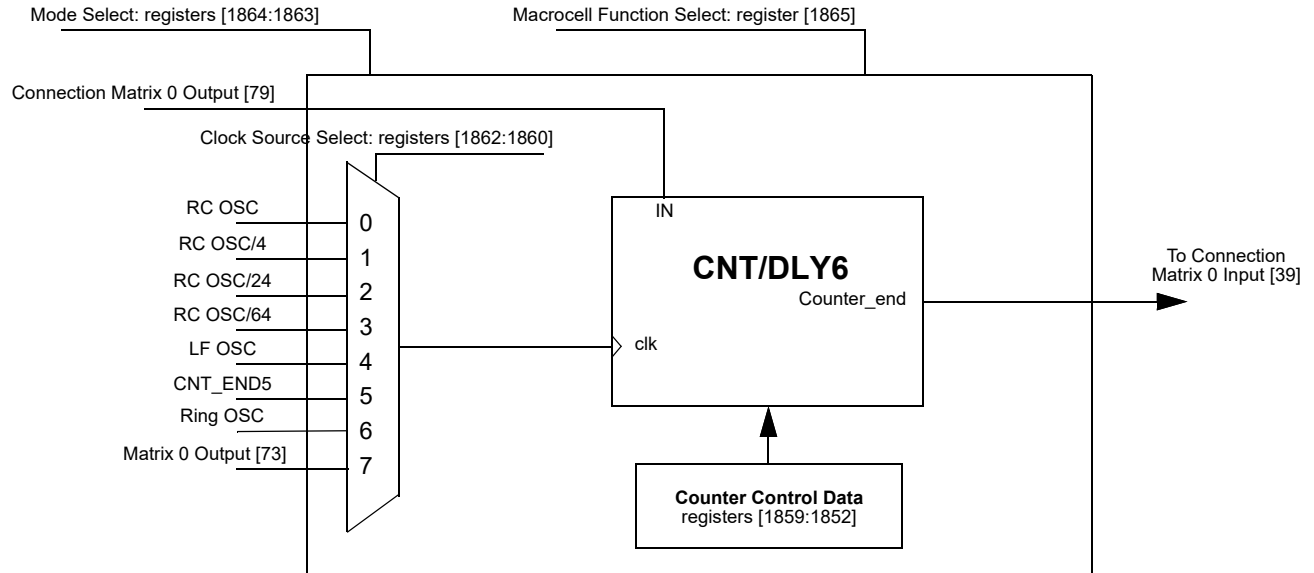 Mode Select: registers [1864:1863]
Macrocell Function Select: register [1865]
Connection Matrix 0 Output [79]
Clock Source Select: registers [1862:1860]
RC OSC
0
RC OSC/4
1
RC OSC/24
2
RC OSC/64
3
LF OSC
4
CNT_END5
5
Ring OSC
6
Matrix 0 Output [73]
7
IN
CNT/DLY6
Counter_end
clk
To Connection
Matrix 0 Input [39]
Counter Control Data
registers [1859:1852]